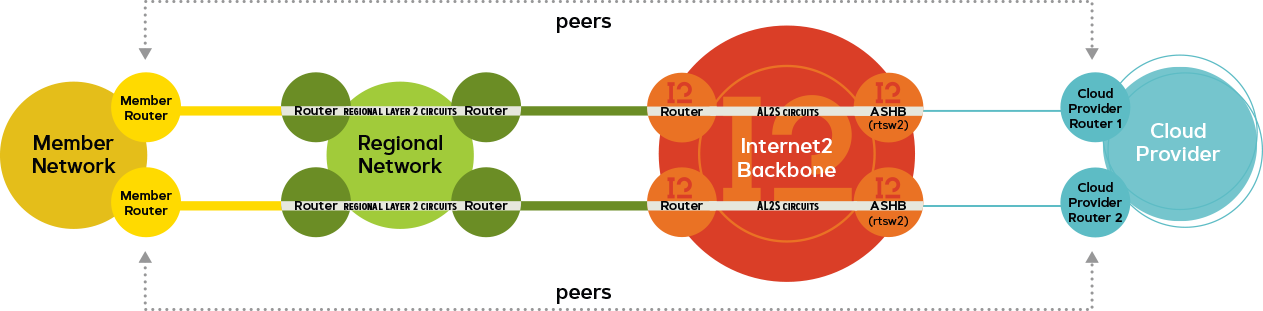 peers
Member
Network
Member
Router
Router
REGIONAL LAYER 2 CIRCUITS
Router
Regional
Network
I2
Router
AL2S CIRCUITS
I2
ASHB
(rtsw2)
I2
Internet2
Backbone
Cloud
Provider
Router 1
Cloud
Provider
Member
Router
Router
REGIONAL LAYER 2 CIRCUITS
Router
I2
Router
AL2S CIRCUITS
I2
ASHB
(rtsw2)
Cloud
Provider
Router 2
peers